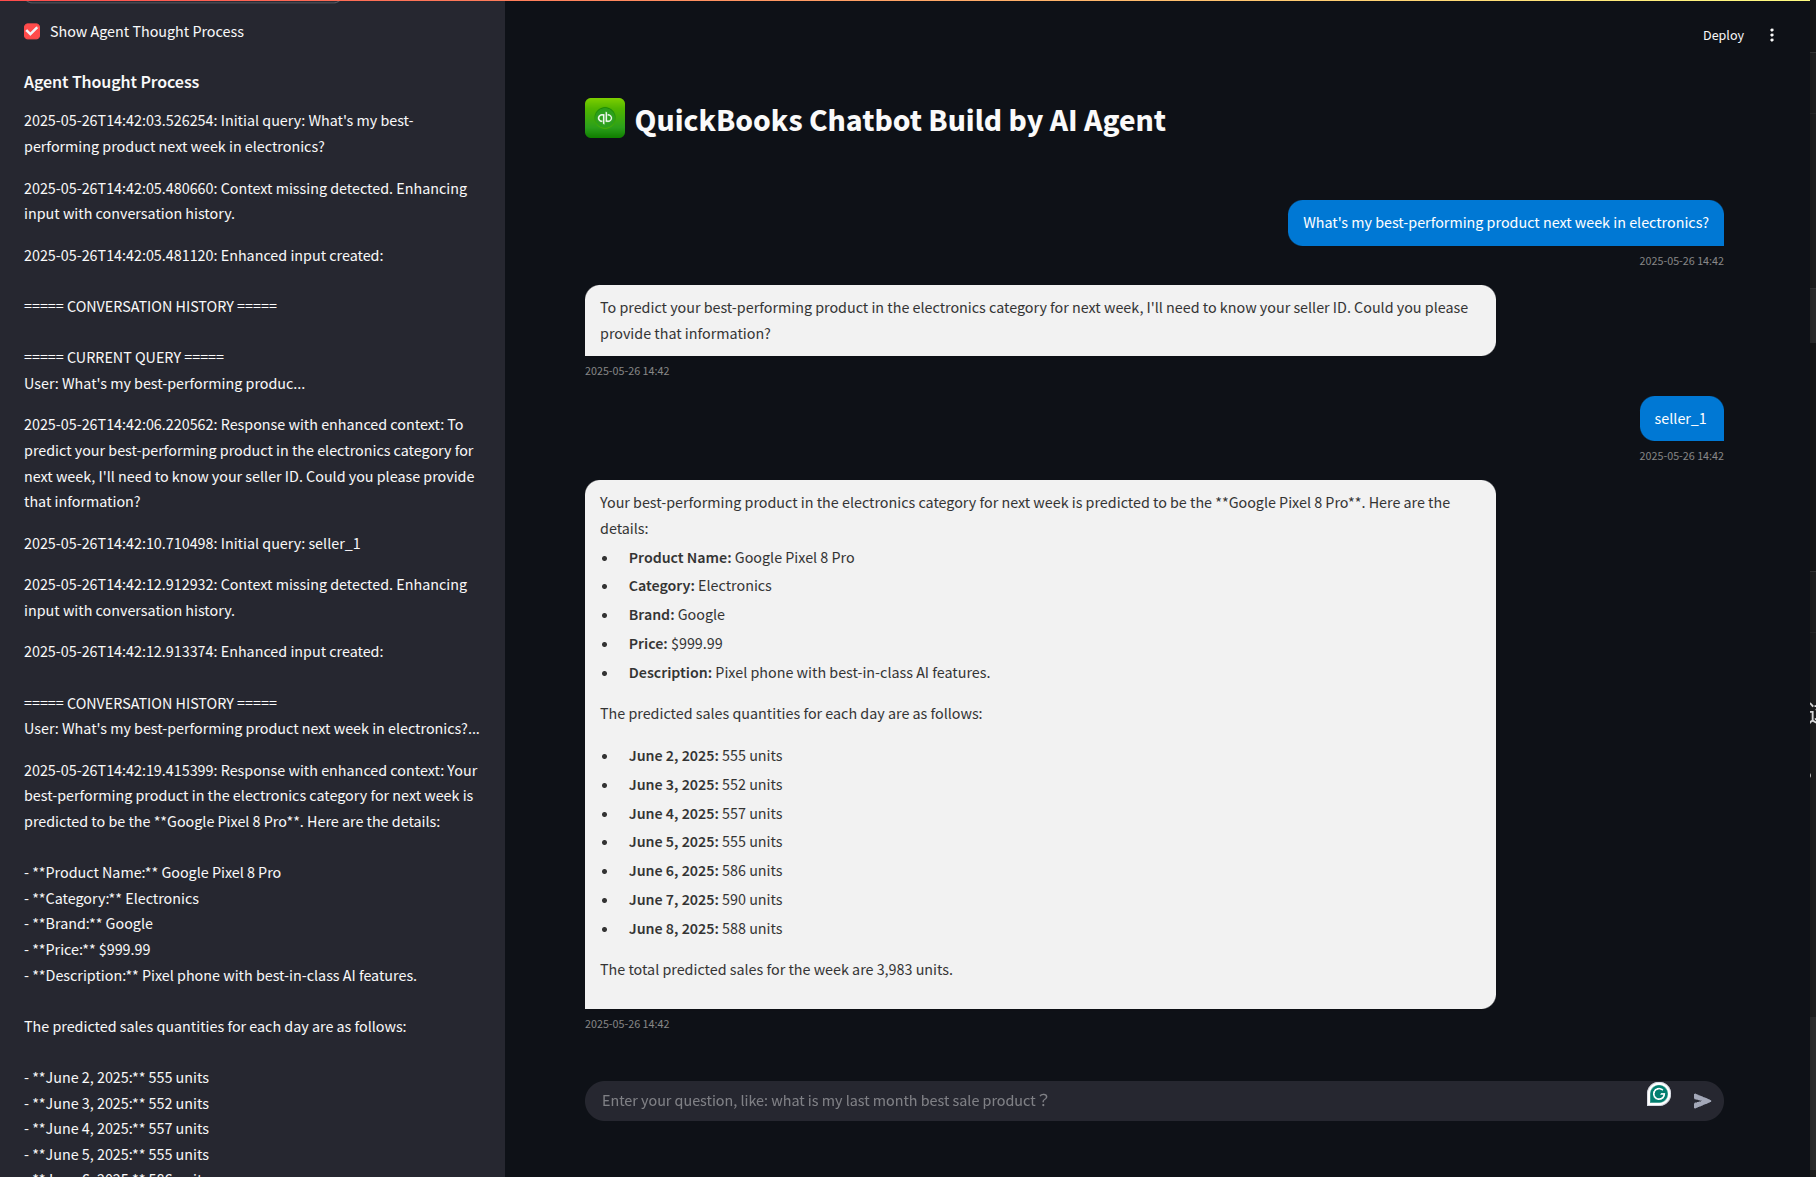 Show Agent Thought Process
Agent Thought Process
2025-05-26T14:42:03.526254: Initial query: What's my best-
performing product next week in electronics?
2025-05-26T14:42:05.480660: Context missing detected. Enhancing
input with conversation history.
2025-05-26T14:42:05.481120: Enhanced input created:
===== CONVERSATION HISTORY =====
===== CURRENT QUERY =====
User: What's my best-performing produc...
2025-05-26T14:42:06.220562: Response with enhanced context: To
predict your best-performing product in the electronics category for
next week, I'll need to know your seller ID. Could you please provide
that information?
2025-05-26T14:42:10.710498: Initial query: seller_1
2025-05-26T14:42:12.912932: Context missing detected. Enhancing
input with conversation history.
2025-05-26T14:42:12.913374: Enhanced input created:
===== CONVERSATION HISTORY =====
User: What's my best-performing product next week in electronics?...
2025-05-26T14:42:19.415399: Response with enhanced context: Your
best-performing product in the electronics category for next week is
predicted to be the **Google Pixel 8 Pro**. Here are the details:
- **Product Name:** Google Pixel 8 Pro
- **Category:** Electronics
- **Brand:** Google
- **Price:** $999.99
- **Description:** Pixel phone with best-in-class AI features.
The predicted sales quantities for each day are as follows:
- **June 2, 2025:** 555 units
- **June 3, 2025:** 552 units
- **June 4, 2025:** 557 units
- **June 5, 2025:** 555 units
Deploy
qb
QuickBooks Chatbot Build by AI Agent
What's my best-performing product next week in electronics?
2025-05-26 14:42
To predict your best-performing product in the electronics category for next week, I'll need to know your seller ID. Could you please
provide that information?
2025-05-26 14:42
seller_1
2025-05-26 14:42
Your best-performing product in the electronics category for next week is predicted to be the **Google Pixel 8 Pro**. Here are the
details:
• Product Name: Google Pixel 8 Pro
• Category: Electronics
• Brand: Google
• Price: $999.99
• Description: Pixel phone with best-in-class AI features.
The predicted sales quantities for each day are as follows:
• June 2, 2025: 555 units
• June 3, 2025: 552 units
• June 4, 2025: 557 units
• June 5, 2025: 555 units
• June 6, 2025: 586 units
• June 7, 2025: 590 units
• June 8, 2025: 588 units
The total predicted sales for the week are 3,983 units.
2025-05-26 14:42
Enter your question, like: what is my last month best sale product ?